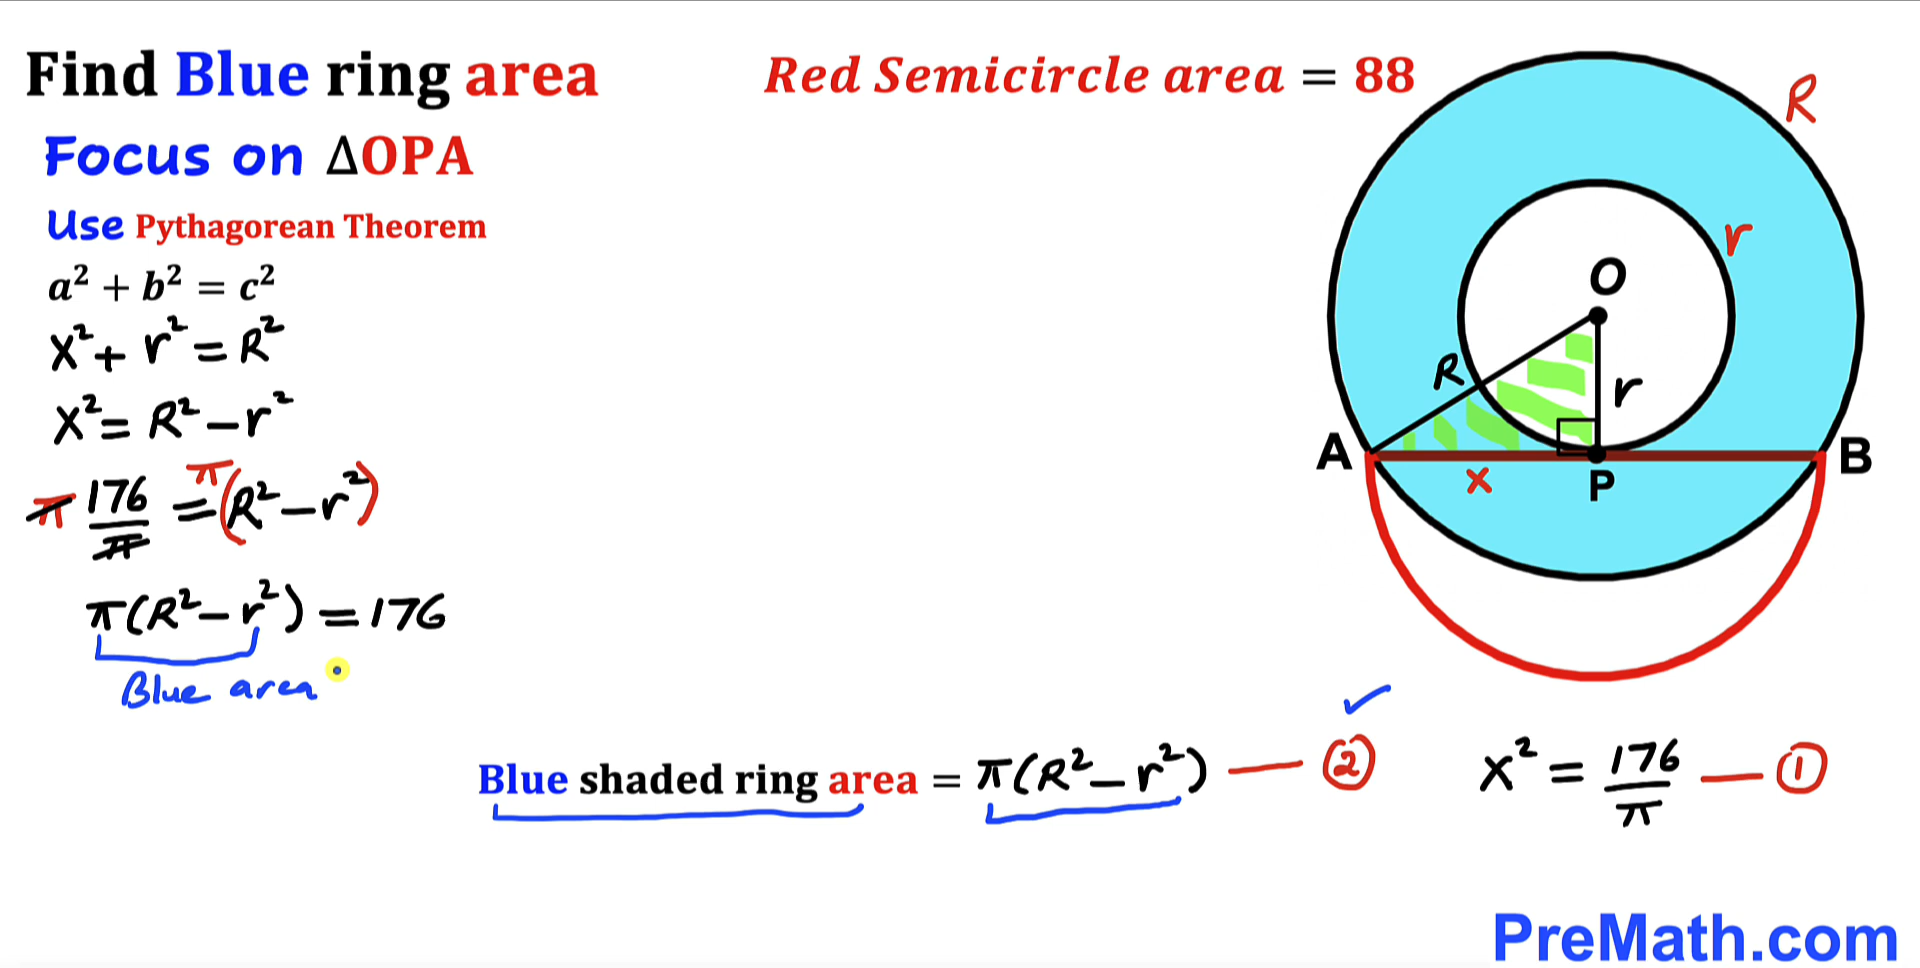 Find Blue ring area
Red Semicircle area = 88
Focus on ΔOPA
Use Pythagorean Theorem
a² + b² = c²
x² + r² = R²
x² = R² − r²
π 176/π = π(R² − r²)
π(R² − r²) = 176
Blue area
R
r
O
R
r
A
B
x
P
Blue shaded ring area = π(R² − r²) — ②
x² = 176/π — ①
PreMath.com